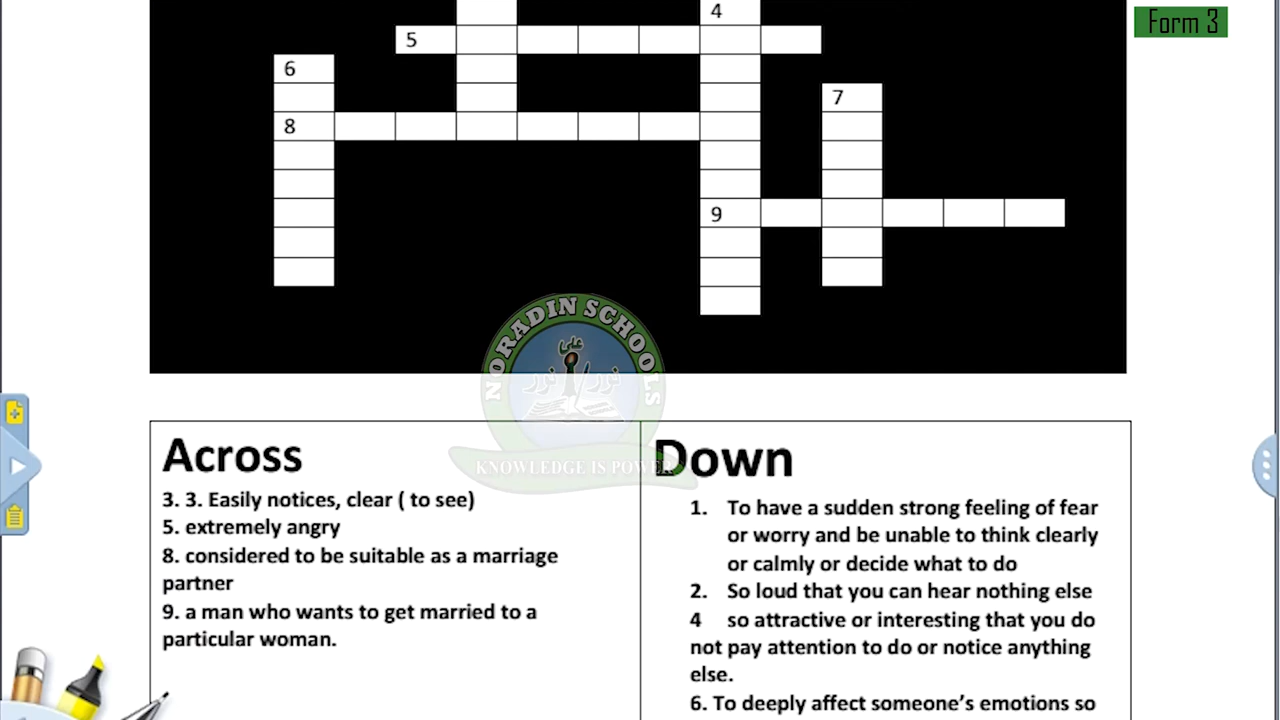 Form 3
4
5
6
7
8
9
NORADIN SCHOOLS
KNOWLEDGE IS POWER
Across
3. 3. Easily notices, clear ( to see)
5. extremely angry
8. considered to be suitable as a marriage
partner
9. a man who wants to get married to a
particular woman.
Down
1. To have a sudden strong feeling of fear
or worry and be unable to think clearly
or calmly or decide what to do
2. So loud that you can hear nothing else
4 so attractive or interesting that you do
not pay attention to do or notice anything
else.
6. To deeply affect someone's emotions so